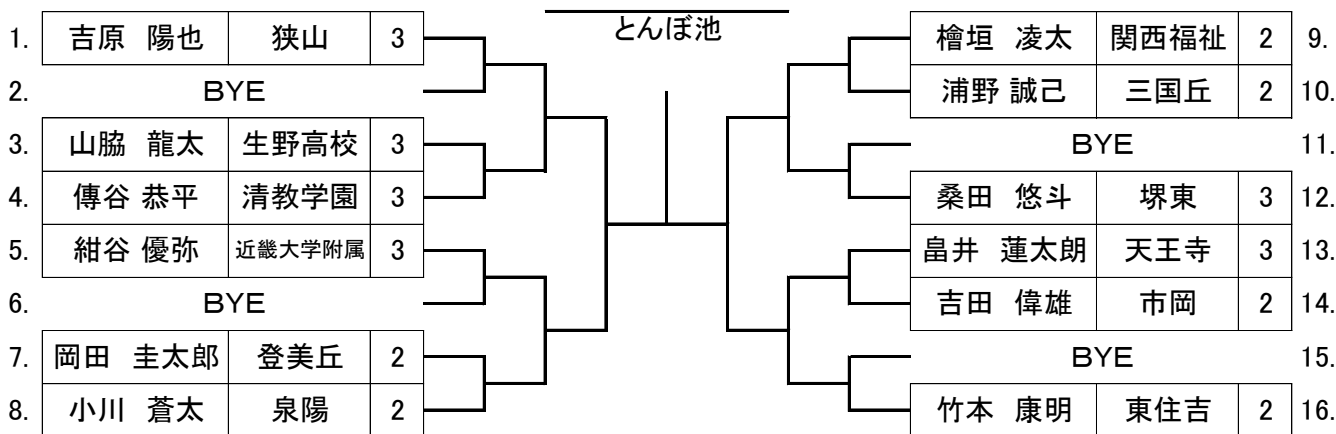 とんぼ池
1. 吉原 陽也 狭山 3
2. BYE
3. 山脇 龍太 生野高校 3
4. 傳谷 恭平 清教学園 3
5. 紺谷 優弥 近畿大学附属 3
6. BYE
7. 岡田 圭太郎 登美丘 2
8. 小川 蒼太 泉陽 2
檜垣 凌太 関西福祉 2 9.
浦野 誠己 三国丘 2 10.
BYE 11.
桑田 悠斗 堺東 3 12.
畠井 蓮太朗 天王寺 3 13.
吉田 偉雄 市岡 2 14.
BYE 15.
竹本 康明 東住吉 2 16.